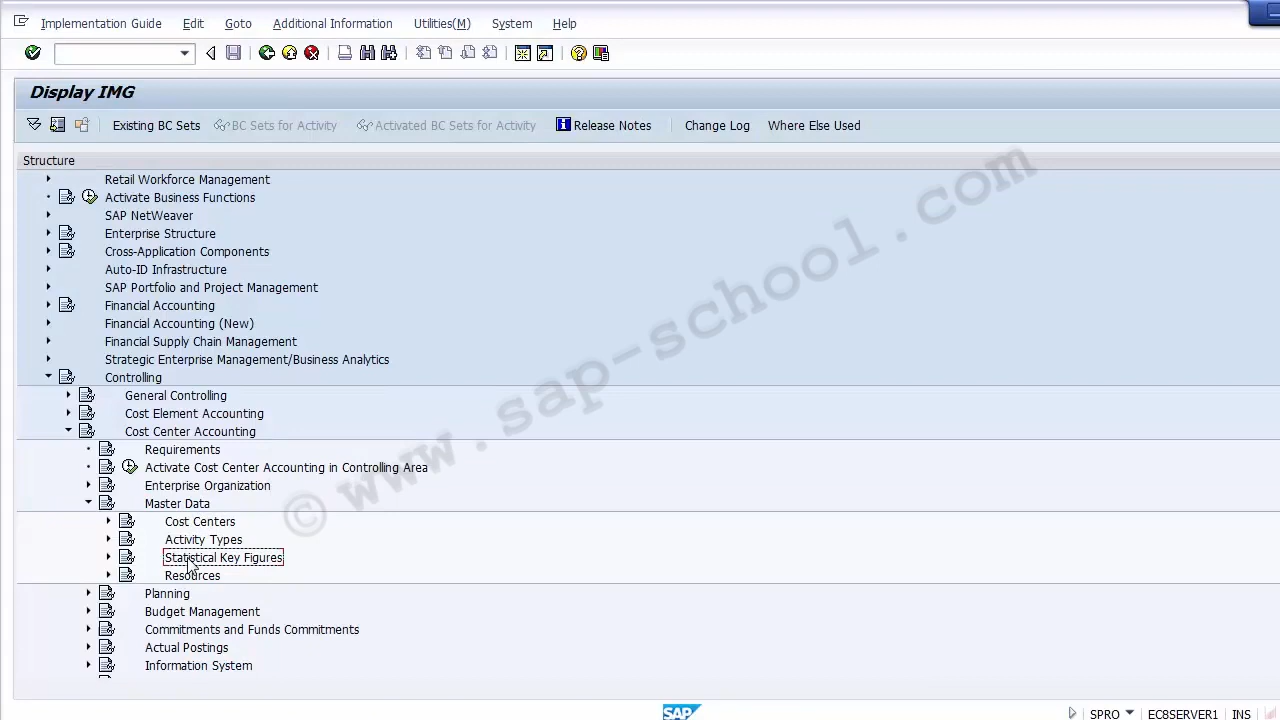 Implementation Guide Edit Goto Additional Information Utilities(M) System Help
Display IMG
Existing BC Sets BC Sets for Activity Activated BC Sets for Activity Release Notes Change Log Where Else Used
Structure
Retail Workforce Management
Activate Business Functions
SAP NetWeaver
Enterprise Structure
Cross-Application Components
Auto-ID Infrastructure
SAP Portfolio and Project Management
Financial Accounting
Financial Accounting (New)
Financial Supply Chain Management
Strategic Enterprise Management/Business Analytics
Controlling
General Controlling
Cost Element Accounting
Cost Center Accounting
Requirements
Activate Cost Center Accounting in Controlling Area
Enterprise Organization
Master Data
Cost Centers
Activity Types
Statistical Key Figures
Resources
Planning
Budget Management
Commitments and Funds Commitments
Actual Postings
Information System
© www.sap-school.com
SAP SPRO EC8SERVER1 INS